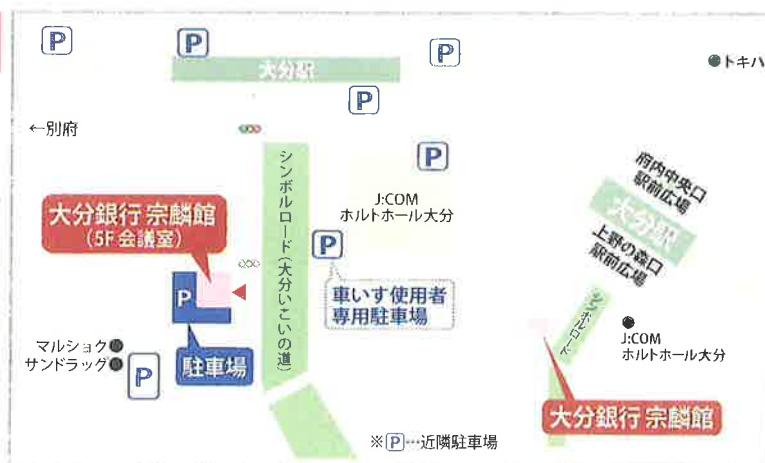 P
P
P
大分駅
●トキハ
P
←別府
P
シンボルロード(大分いこいの道)
J:COM
ホルトホール大分
大分銀行 宗麟館
(5F 会議室)
P
車いす使用者
専用駐車場
P
駐車場
マルショク●
サンドラッグ●
P
※P…近隣駐車場
府内中央口
駅前広場
大分駅
上野の森口
駅前広場
シンボルロード
J:COM
ホルトホール大分
大分銀行 宗麟館